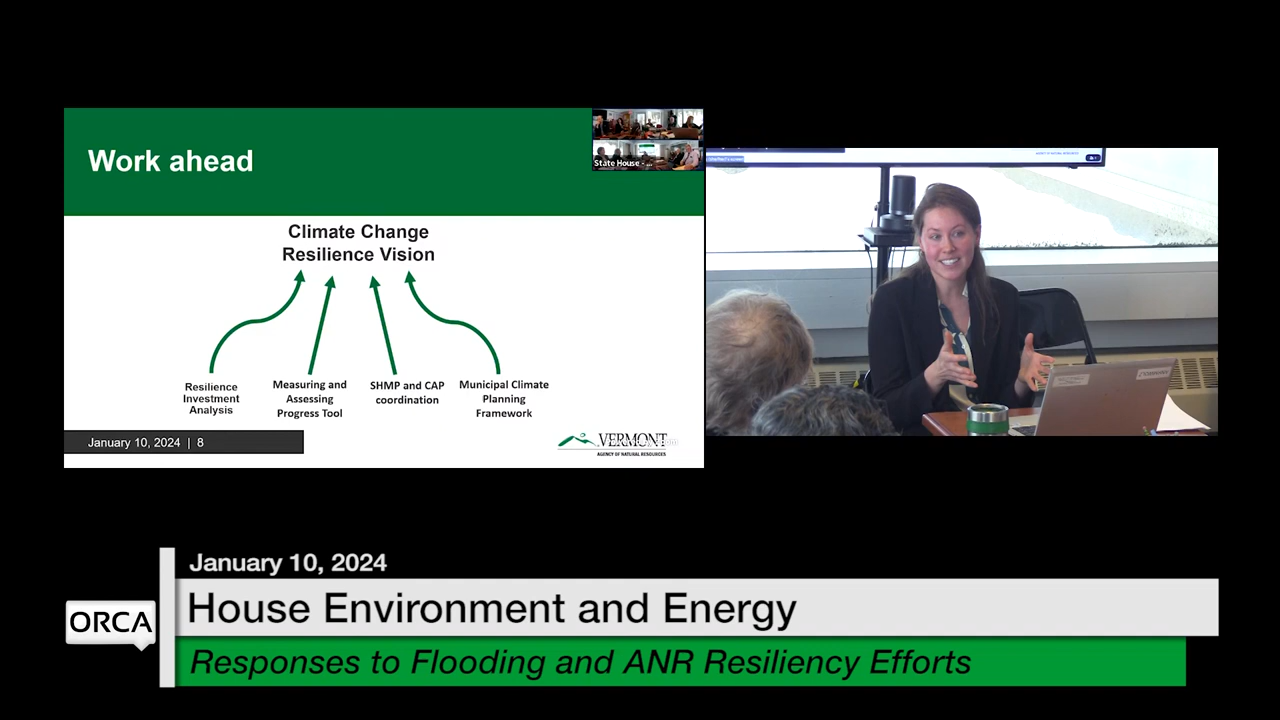 Work ahead
State House - ...
Climate Change
Resilience Vision
Resilience
Investment
Analysis
Measuring and
Assessing
Progress Tool
SHMP and CAP
coordination
Municipal Climate
Planning
Framework
January 10, 2024 | 8
VERMONT
AGENCY OF NATURAL RESOURCES
January 10, 2024
House Environment and Energy
ORCA
Responses to Flooding and ANR Resiliency Efforts